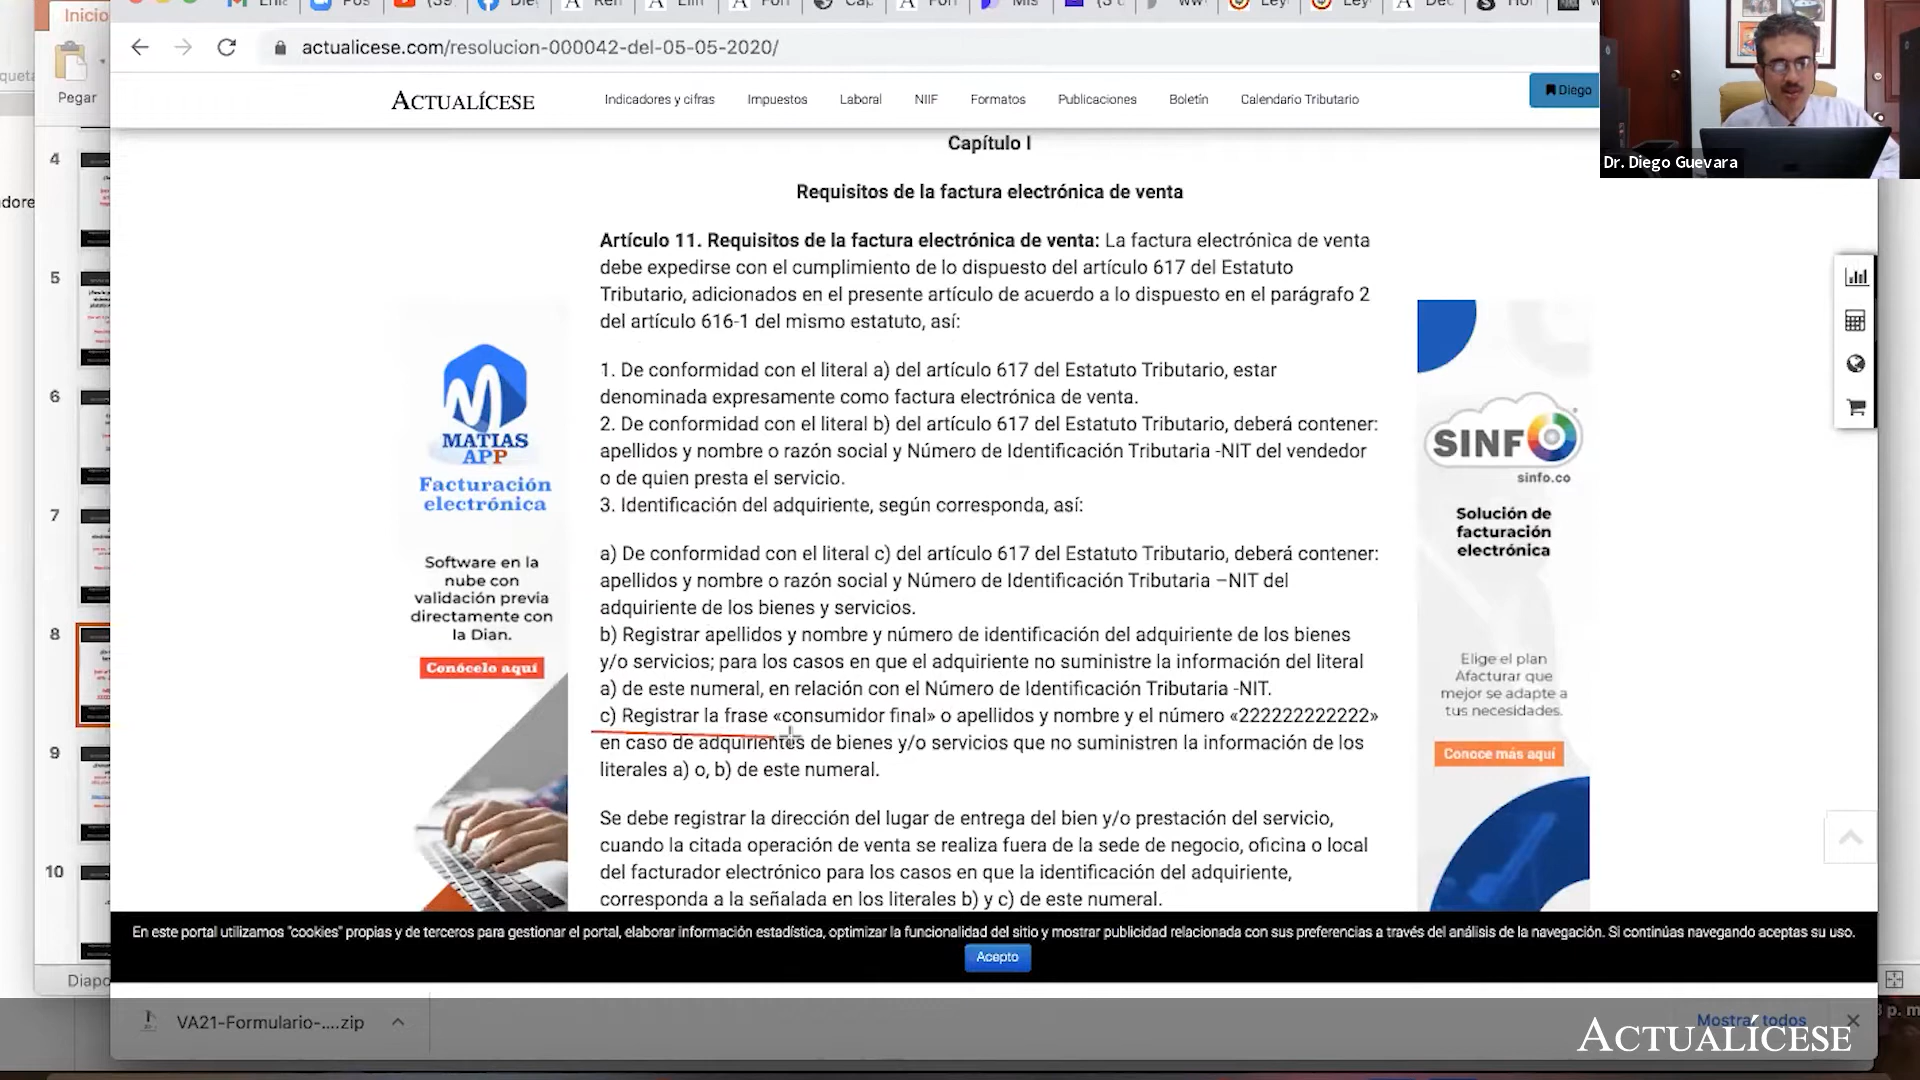 Inicio
Pegar
actualicese.com/resolucion-000042-del-05-05-2020/
ACTUALÍCESE
Indicadores y cifras
Impuestos
Laboral
NIIF
Formatos
Publicaciones
Boletín
Calendario Tributario
Diego
Dr. Diego Guevara
Capítulo I
Requisitos de la factura electrónica de venta
Artículo 11. Requisitos de la factura electrónica de venta: La factura electrónica de venta
debe expedirse con el cumplimiento de lo dispuesto del artículo 617 del Estatuto
Tributario, adicionados en el presente artículo de acuerdo a lo dispuesto en el parágrafo 2
del artículo 616-1 del mismo estatuto, así:
1. De conformidad con el literal a) del artículo 617 del Estatuto Tributario, estar
denominada expresamente como factura electrónica de venta.
2. De conformidad con el literal b) del artículo 617 del Estatuto Tributario, deberá contener:
apellidos y nombre o razón social y Número de Identificación Tributaria -NIT del vendedor
o de quien presta el servicio.
3. Identificación del adquiriente, según corresponda, así:
a) De conformidad con el literal c) del artículo 617 del Estatuto Tributario, deberá contener:
apellidos y nombre o razón social y Número de Identificación Tributaria –NIT del
adquiriente de los bienes y servicios.
b) Registrar apellidos y nombre y número de identificación del adquiriente de los bienes
y/o servicios; para los casos en que el adquiriente no suministre la información del literal
a) de este numeral, en relación con el Número de Identificación Tributaria -NIT.
c) Registrar la frase «consumidor final» o apellidos y nombre y el número «222222222222»
en caso de adquirientes de bienes y/o servicios que no suministren la información de los
literales a) o, b) de este numeral.
Se debe registrar la dirección del lugar de entrega del bien y/o prestación del servicio,
cuando la citada operación de venta se realiza fuera de la sede de negocio, oficina o local
del facturador electrónico para los casos en que la identificación del adquiriente,
corresponda a la señalada en los literales b) y c) de este numeral.
MATIAS
APP
Facturación
electrónica
Software en la
nube con
validación previa
directamente con
la Dian.
Conócelo aquí
SINFO
sinfo.co
Solución de
facturación
electrónica
Elige el plan
Afacturar que
mejor se adapte a
tus necesidades.
Conoce más aquí
4
5
6
7
8
9
10
En este portal utilizamos "cookies" propias y de terceros para gestionar el portal, elaborar información estadística, optimizar la funcionalidad del sitio y mostrar publicidad relacionada con sus preferencias a través del análisis de la navegación. Si continúas navegando aceptas su uso.
Acepto
Diapo
VA21-Formulario-....zip
Mostrar todos
ACTUALÍCESE